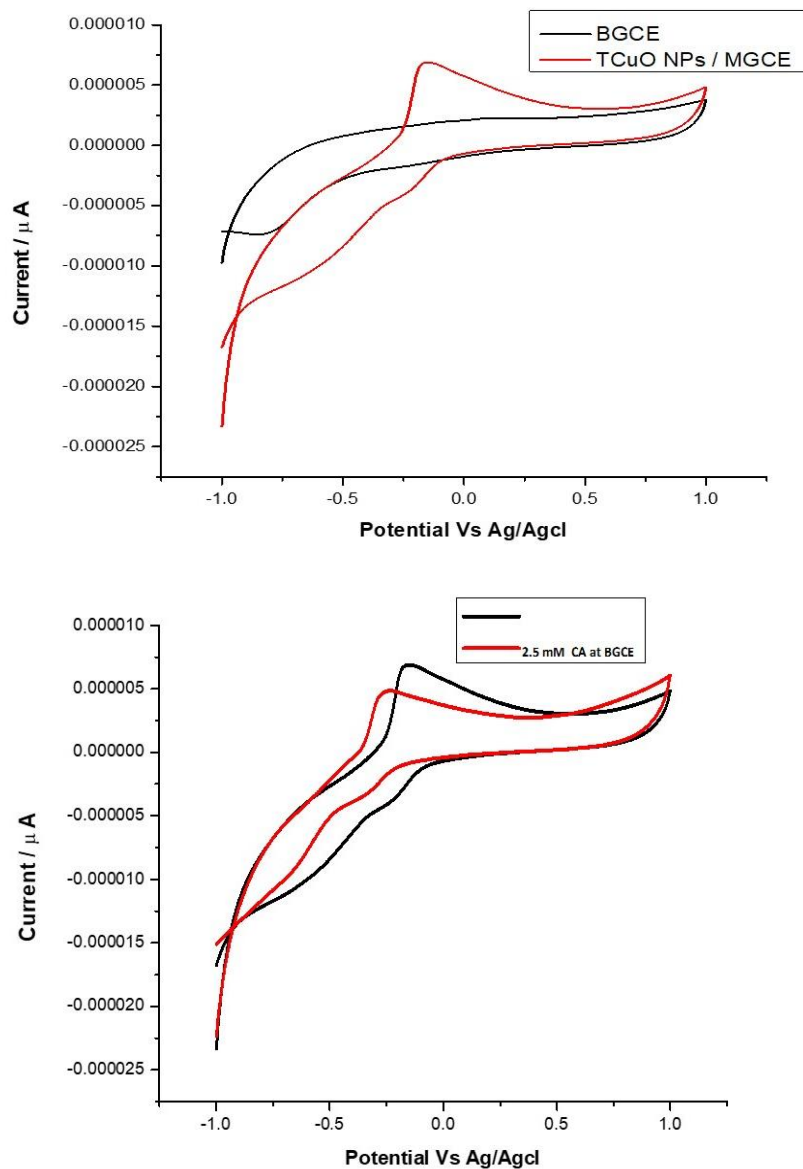 BGCE
TCuO NPs / MGCE
0.000010
0.000005
0.000000
-0.000005
-0.000010
-0.000015
-0.000020
-0.000025
Current / μ A
-1.0 -0.5 0.0 0.5 1.0
Potential Vs Ag/Agcl
2.5 mM CA at BGCE
0.000010
0.000005
0.000000
-0.000005
-0.000010
-0.000015
-0.000020
-0.000025
Current / μ A
-1.0 -0.5 0.0 0.5 1.0
Potential Vs Ag/Agcl